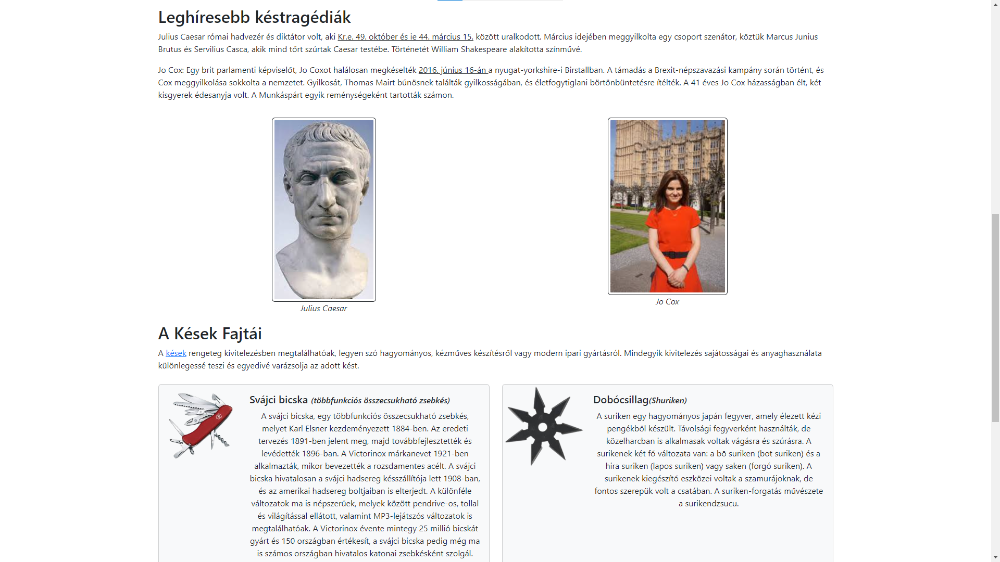 Leghíresebb késtragédiák
Julius Caesar római hadvezér és diktátor volt, aki Kr.e. 49. október és ie 44. március 15. között uralkodott. Március idejében meggyilkolta egy csoport szenátor, köztük Marcus Junius
Brutus és Servilius Casca, akik mind tőrt szúrtak Caesar testébe. Történetét William Shakespeare alakította színművé.
Jo Cox: Egy brit parlamenti képviselőt, Jo Coxot halálosan megkéselték 2016. június 16-án a nyugat-yorkshire-i Birstallban. A támadás a Brexit-népszavazási kampány során történt, és
Cox meggyilkolása sokkolta a nemzetet. Gyilkosát, Thomas Mairt bűnösnek találták gyilkosságában, és életfogytiglani börtönbüntetésre ítélték. A 41 éves Jo Cox házasságban élt, két
kisgyerek édesanyja volt. A Munkáspárt egyik reménységeként tartották számon.
Julius Caesar
Jo Cox
A Kések Fajtái
A kések rengeteg kivitelezésben megtalálhatóak, legyen szó hagyományos, kézműves készítésről vagy modern ipari gyártásról. Mindegyik kivitelezés sajátosságai és anyaghasználata
különlegessé teszi és egyedivé varázsolja az adott kést.
Svájci bicska (többfunkciós összecsukható zsebkés)
A svájci bicska, egy többfunkciós összecsukható zsebkés,
melyet Karl Elsner kezdeményezett 1884-ben. Az eredeti
tervezés 1891-ben jelent meg, majd továbbfejlesztették és
levédették 1896-ban. A Victorinox márkanevet 1921-ben
alkalmazták, mikor bevezették a rozsdamentes acélt. A svájci
bicska hivatalosan a svájci hadsereg késszállítója lett 1908-ban,
és az amerikai hadsereg boltjaiban is elterjedt. A különféle
változatok ma is népszerűek, melyek között pendrive-os, tollal
és világítással ellátott, valamint MP3-lejátszós változatok is
megtalálhatóak. A Victorinox évente mintegy 25 millió bicskát
gyárt és 150 országban értékesít, a svájci bicska pedig még ma
is számos országban hivatalos katonai zsebkésként szolgál.
Dobócsillag(Shuriken)
A suriken egy hagyományos japán fegyver, amely élezett kézi
pengékből készült. Távolsági fegyverként használták, de
közelharcban is alkalmasak voltak vágásra és szúrásra. A
surikenek két fő változata van: a bō suriken (bot suriken) és a
hira suriken (lapos suriken) vagy saken (forgó suriken). A
surikenek kiegészítő eszközei voltak a szamurájoknak, de
fontos szerepük volt a csatában. A suriken-forgatás művészete
a surikendzsucu.